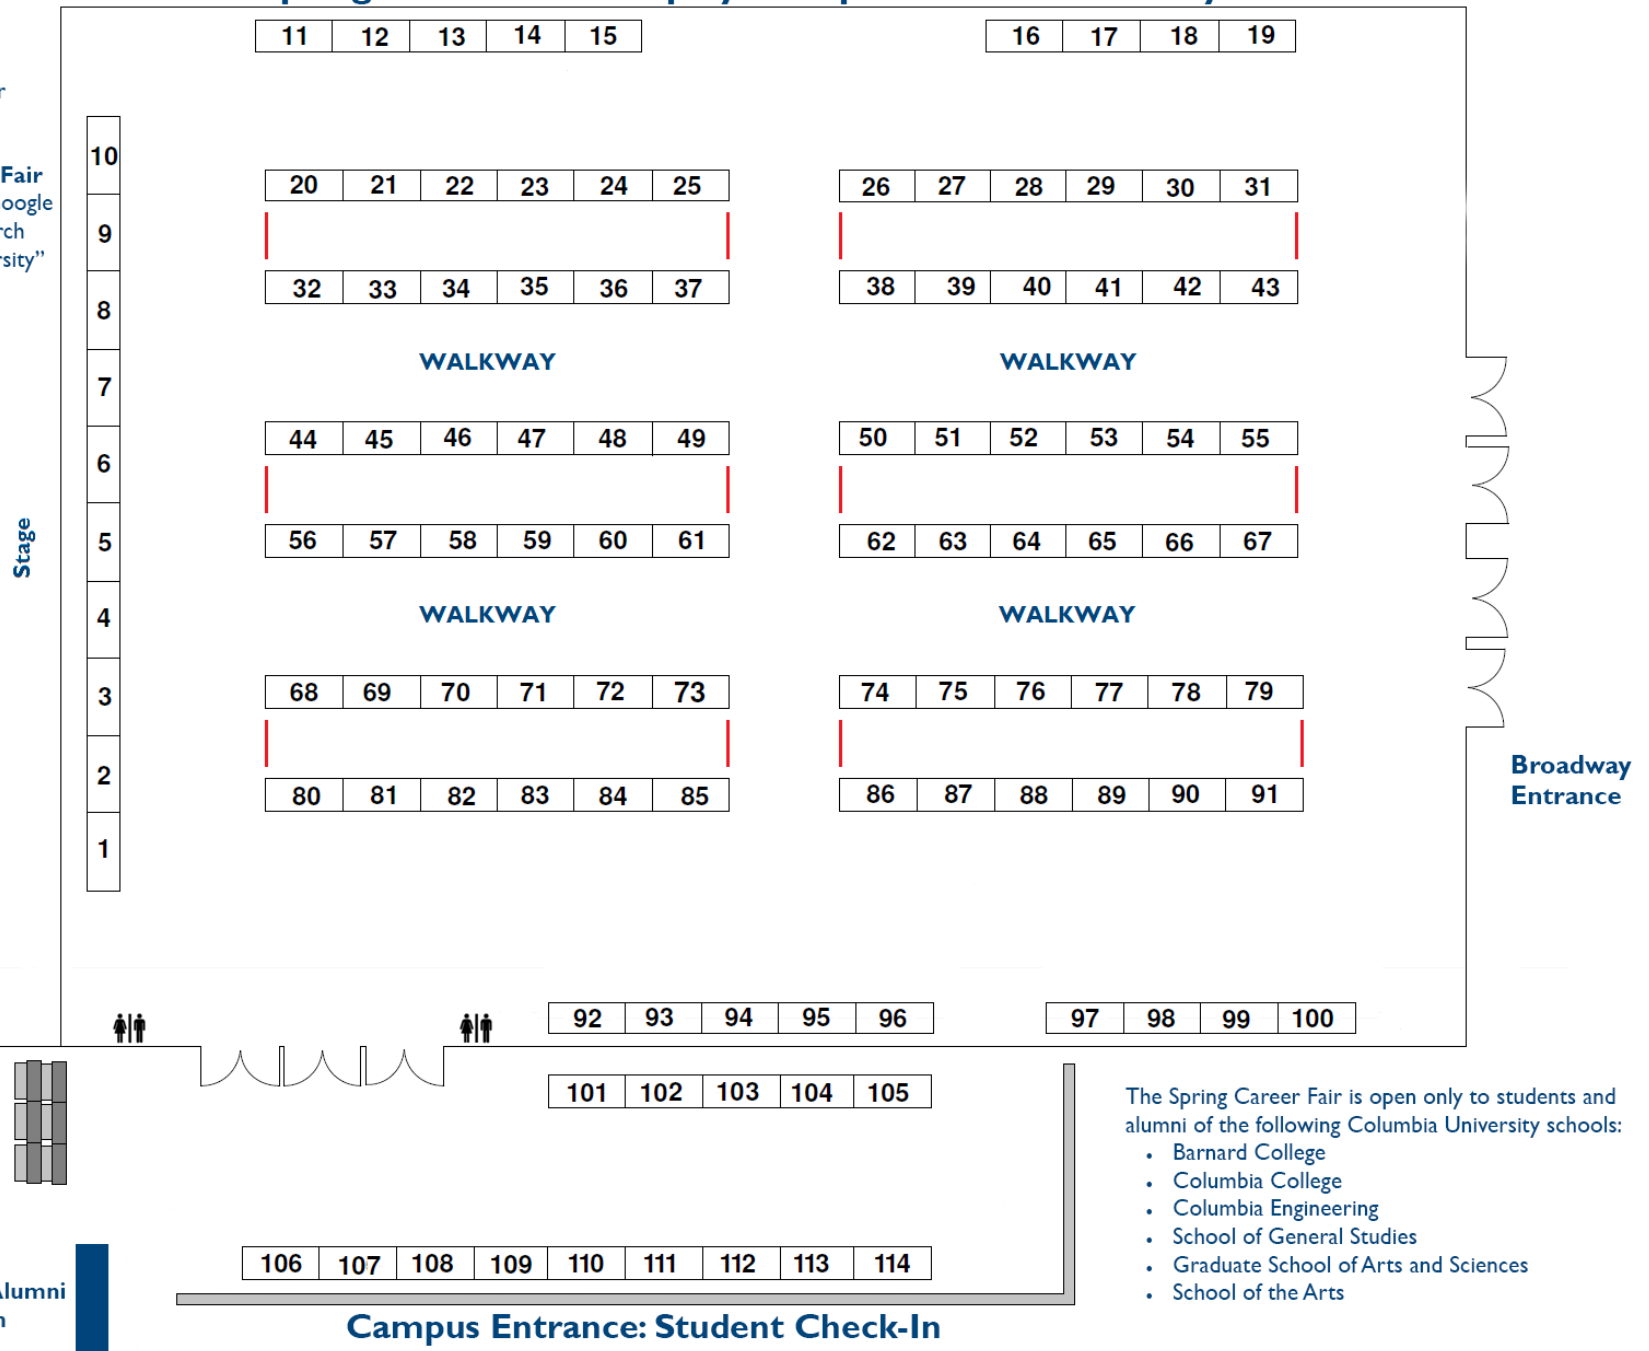 11 12 13 14 15
16 17 18 19
r
10
Fair
oogle
rch
rsity”
20 21 22 23 24 25
26 27 28 29 30 31
9
32 33 34 35 36 37
38 39 40 41 42 43
8
WALKWAY
WALKWAY
7
44 45 46 47 48 49
50 51 52 53 54 55
6
Stage
5
56 57 58 59 60 61
62 63 64 65 66 67
4
WALKWAY
WALKWAY
3
68 69 70 71 72 73
74 75 76 77 78 79
2
80 81 82 83 84 85
86 87 88 89 90 91
Broadway
Entrance
1
92 93 94 95 96
97 98 99 100
101 102 103 104 105
The Spring Career Fair is open only to students and
alumni of the following Columbia University schools:
• Barnard College
• Columbia College
• Columbia Engineering
• School of General Studies
• Graduate School of Arts and Sciences
• School of the Arts
106 107 108 109 110 111 112 113 114
Alumni
n
Campus Entrance: Student Check-In